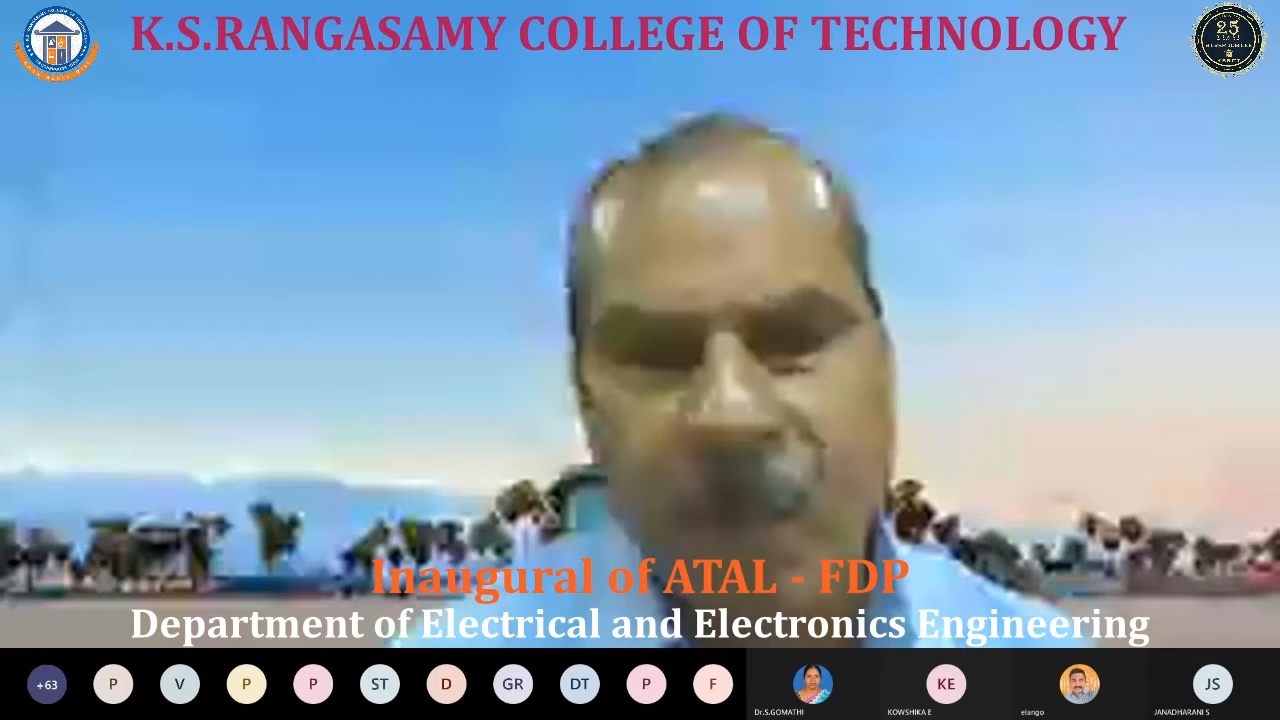 K.S.RANGASAMY COLLEGE OF TECHNOLOGY
25
Inaugural of ATAL - FDP
Department of Electrical and Electronics Engineering
+63
P
V
P
P
ST
D
GR
DT
P
F
KE
JS
Dr.S.GOMATHI
KOWSHIKA E
elango
JANADHARANI S